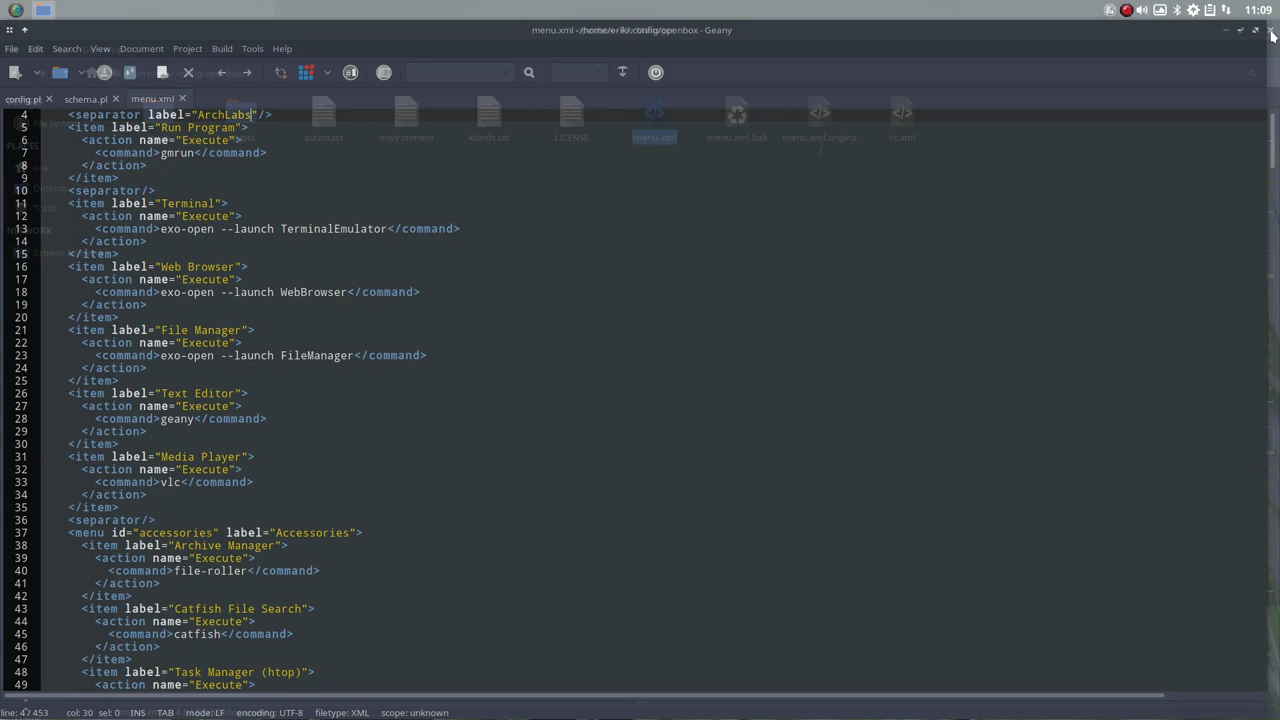 11:09
menu.xml - /home/erik/.config/openbox - Geany
File Edit Search View Document Project Build Tools Help
config.pl schema.pl menu.xml
4 <separator label="ArchLabs"/>
5 <item label="Run Program">
6 <action name="Execute">
7 <command>gmrun</command>
8 </action>
9 </item>
10 <separator/>
11 <item label="Terminal">
12 <action name="Execute">
13 <command>exo-open --launch TerminalEmulator</command>
14 </action>
15 </item>
16 <item label="Web Browser">
17 <action name="Execute">
18 <command>exo-open --launch WebBrowser</command>
19 </action>
20 </item>
21 <item label="File Manager">
22 <action name="Execute">
23 <command>exo-open --launch FileManager</command>
24 </action>
25 </item>
26 <item label="Text Editor">
27 <action name="Execute">
28 <command>geany</command>
29 </action>
30 </item>
31 <item label="Media Player">
32 <action name="Execute">
33 <command>vlc</command>
34 </action>
35 </item>
36 <separator/>
37 <menu id="accessories" label="Accessories">
38 <item label="Archive Manager">
39 <action name="Execute">
40 <command>file-roller</command>
41 </action>
42 </item>
43 <item label="Catfish File Search">
44 <action name="Execute">
45 <command>catfish</command>
46 </action>
47 </item>
48 <item label="Task Manager (htop)">
49 <action name="Execute">
autostart environment kbinds.txt LICENSE menu.xml menu.xml.bak menu.xml.origina rc.xml
l
PLACES
erik
Desktop
Trash
NETWORK
line: 4 / 453 col: 30 sel: 0 INS TAB mode: LF encoding: UTF-8 filetype: XML scope: unknown